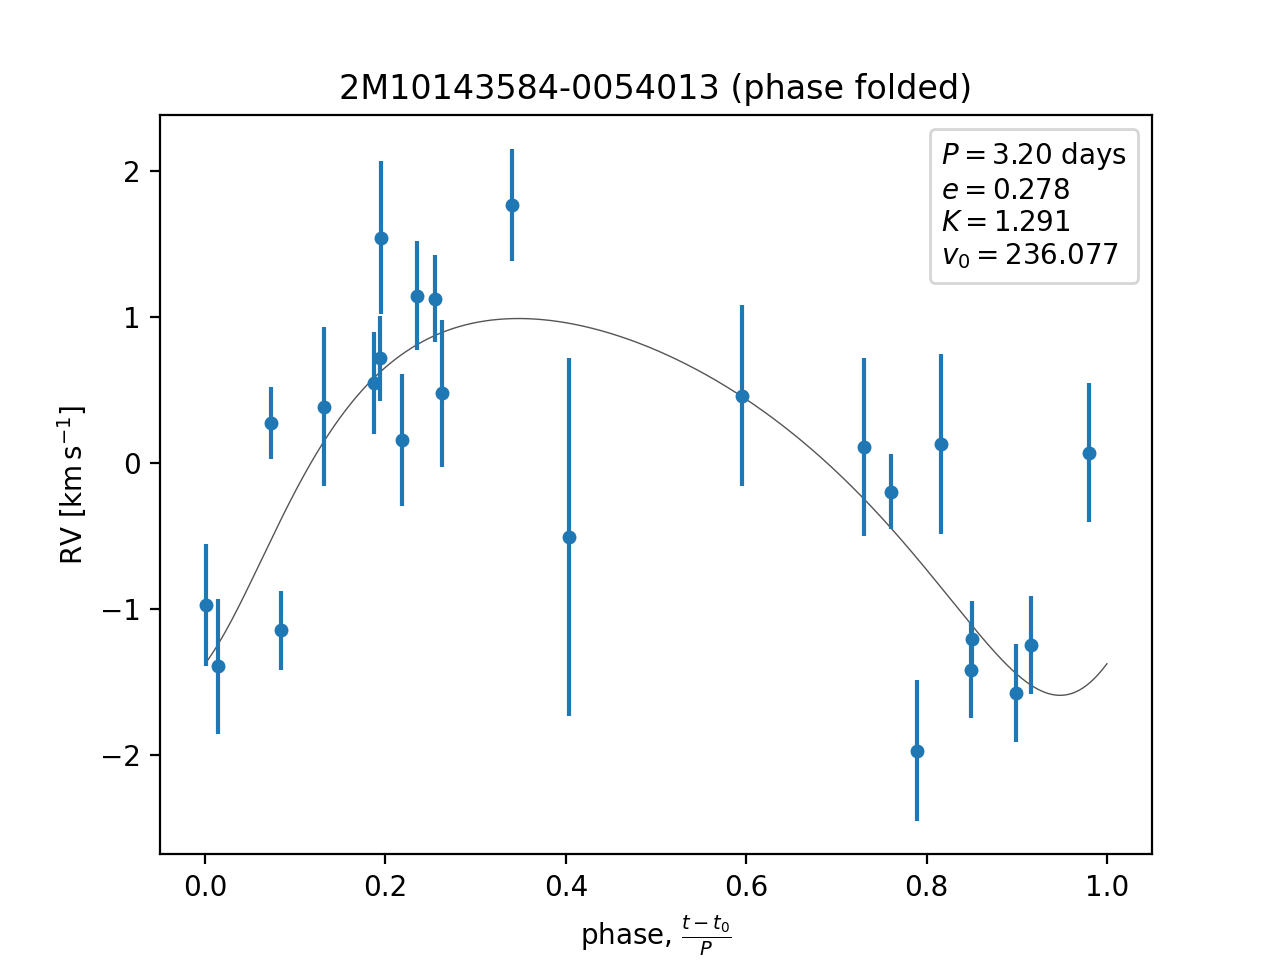 2M10143584-0054013 (phase folded)
P = 3.20 days
e = 0.278
K = 1.291
v₀ = 236.077
RV [km s⁻¹]
2
1
0
−1
−2
0.0 0.2 0.4 0.6 0.8 1.0
phase, (t − t₀)/P